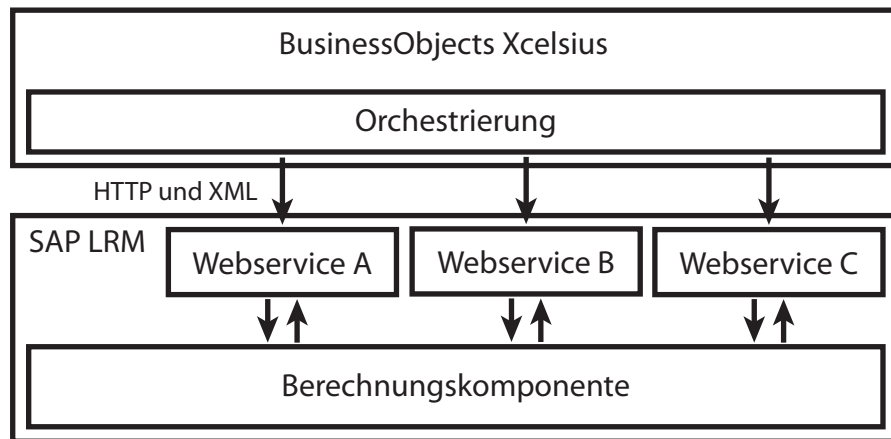 BusinessObjects Xcelsius
Orchestrierung
HTTP und XML
SAP LRM
Webservice A
Webservice B
Webservice C
Berechnungskomponente